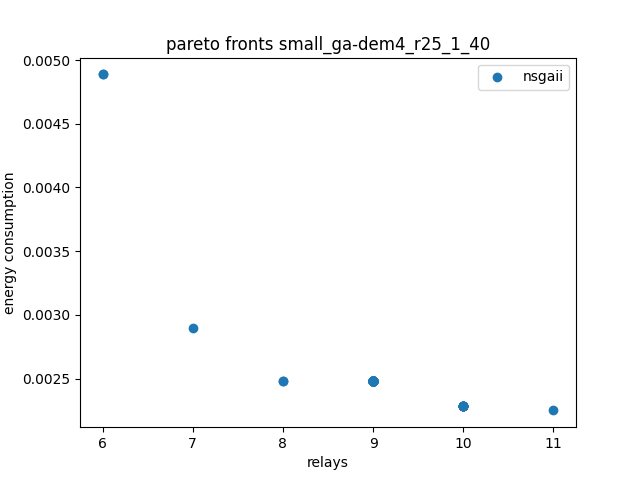 pareto fronts small_ga-dem4_r25_1_40
nsgaii
energy consumption
0.0050
0.0045
0.0040
0.0035
0.0030
0.0025
6 7 8 9 10 11
relays